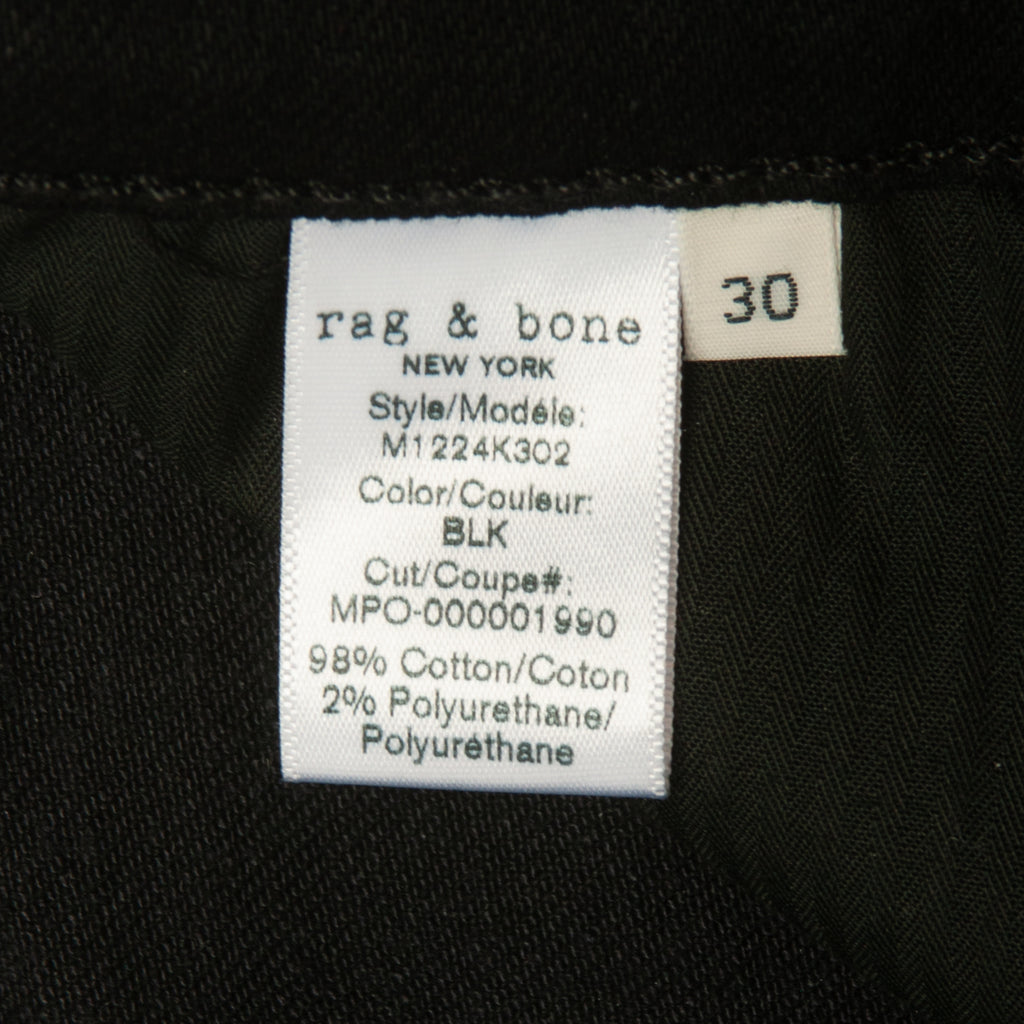 rag & bone
NEW YORK
Style/Modéle:
M1224K302
Color/Couleur:
BLK
Cut/Coupe#:
MPO-000001990
98% Cotton/Coton
2% Polyurethane/
Polyuréthane
30